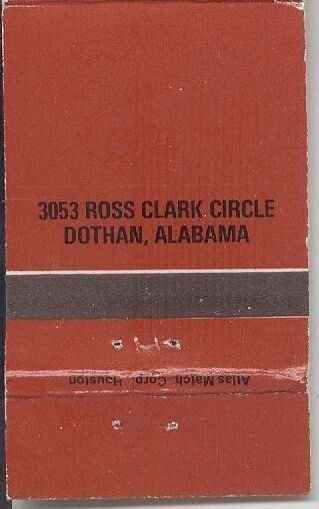 3053 ROSS CLARK CIRCLE
DOTHAN, ALABAMA
Atlas Match Corp. Houston